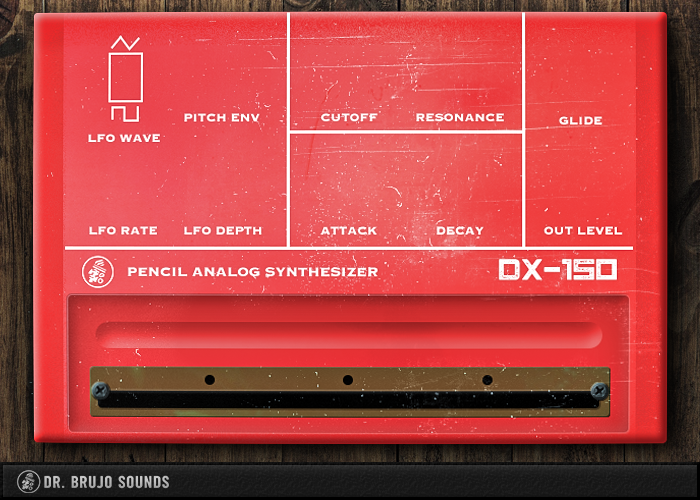 PITCH ENV
CUTOFF
RESONANCE
GLIDE
LFO WAVE
LFO RATE
LFO DEPTH
ATTACK
DECAY
OUT LEVEL
PENCIL ANALOG SYNTHESIZER
DX-150
DR. BRUJO SOUNDS